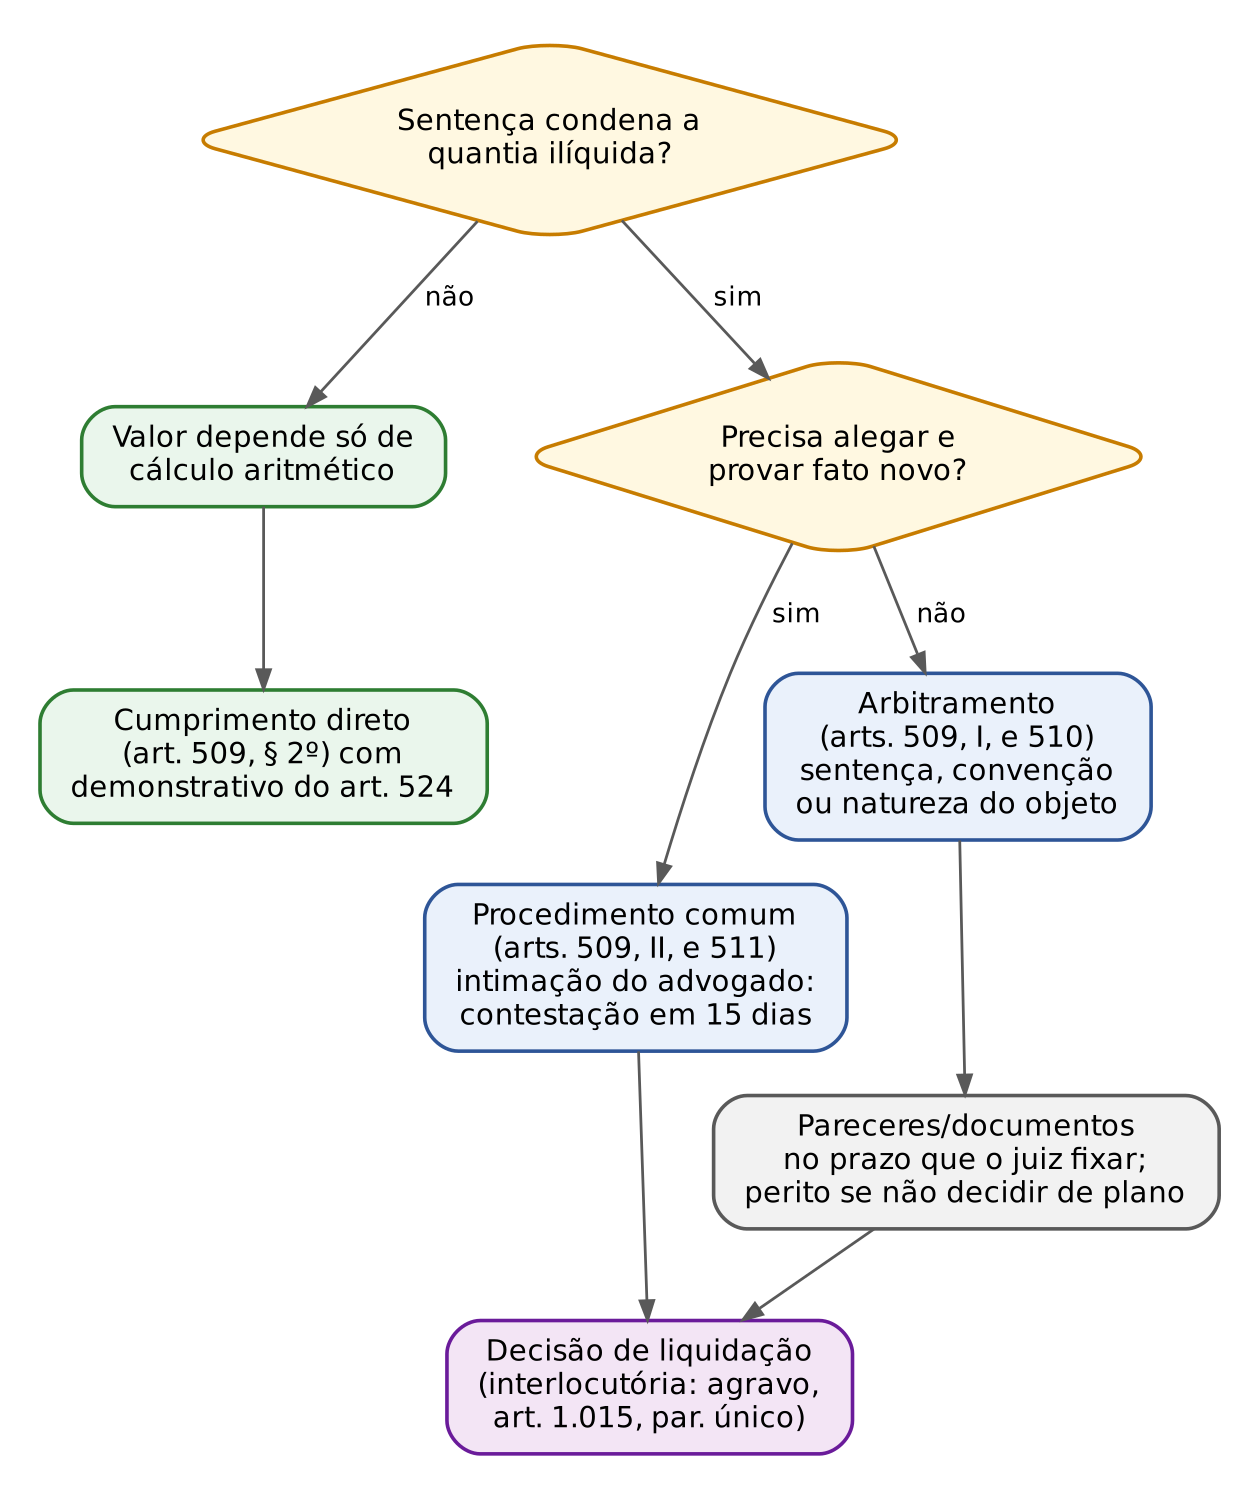 Sentença condena a
quantia ilíquida?
não
sim
Valor depende só de
cálculo aritmético
Precisa alegar e
provar fato novo?
sim
não
Cumprimento direto
(art. 509, § 2º) com
demonstrativo do art. 524
Arbitramento
(arts. 509, I, e 510)
sentença, convenção
ou natureza do objeto
Procedimento comum
(arts. 509, II, e 511)
intimação do advogado:
contestação em 15 dias
Pareceres/documentos
no prazo que o juiz fixar;
perito se não decidir de plano
Decisão de liquidação
(interlocutória: agravo,
art. 1.015, par. único)